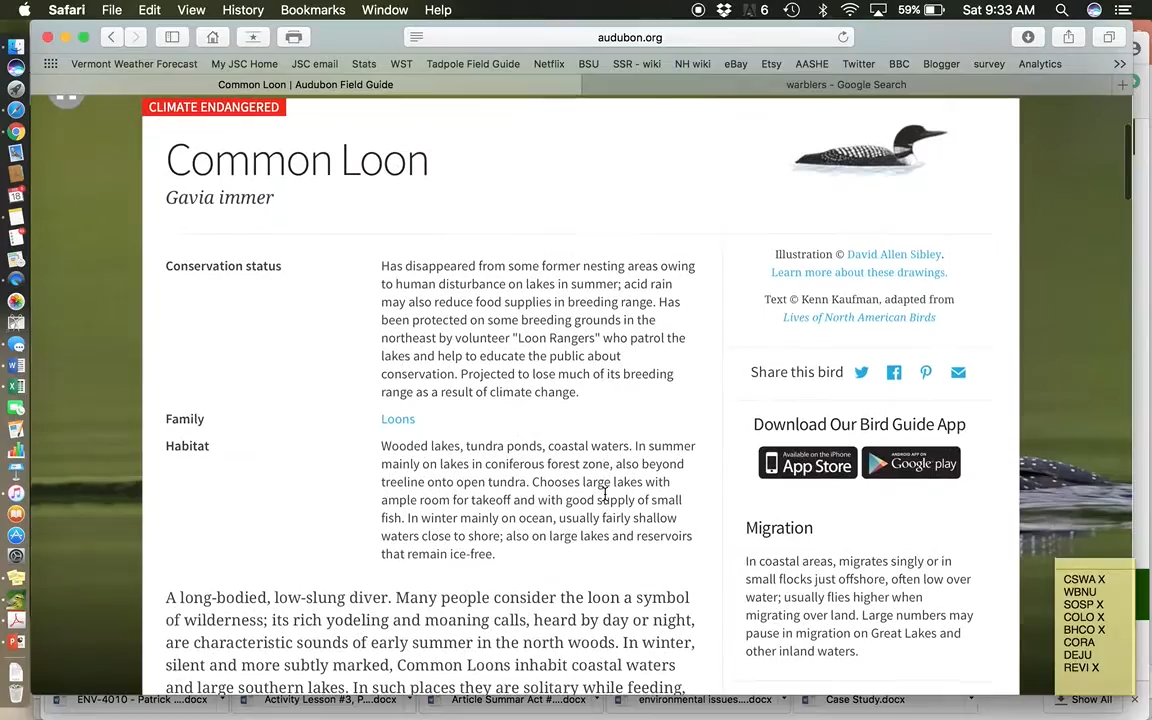 Safari File Edit View History Bookmarks Window Help 6 59% Sat 9:33 AM
audubon.org
Vermont Weather Forecast My JSC Home JSC email Stats WST Tadpole Field Guide Netflix BSU SSR - wiki NH wiki eBay Etsy AASHE Twitter BBC Blogger survey Analytics
Common Loon | Audubon Field Guide
warblers - Google Search
CLIMATE ENDANGERED
Common Loon
Gavia immer
Conservation status
Has disappeared from some former nesting areas owing
to human disturbance on lakes in summer; acid rain
may also reduce food supplies in breeding range. Has
been protected on some breeding grounds in the
northeast by volunteer "Loon Rangers" who patrol the
lakes and help to educate the public about
conservation. Projected to lose much of its breeding
range as a result of climate change.
Family
Loons
Habitat
Wooded lakes, tundra ponds, coastal waters. In summer
mainly on lakes in coniferous forest zone, also beyond
treeline onto open tundra. Chooses large lakes with
ample room for takeoff and with good supply of small
fish. In winter mainly on ocean, usually fairly shallow
waters close to shore; also on large lakes and reservoirs
that remain ice-free.
A long-bodied, low-slung diver. Many people consider the loon a symbol
of wilderness; its rich yodeling and moaning calls, heard by day or night,
are characteristic sounds of early summer in the north woods. In winter,
silent and more subtly marked, Common Loons inhabit coastal waters
and large southern lakes. In such places they are solitary while feeding,
Illustration © David Allen Sibley.
Learn more about these drawings.
Text © Kenn Kaufman, adapted from
Lives of North American Birds
Share this bird
Download Our Bird Guide App
Available on the iPhone
App Store
ANDROID APP ON
Google play
Migration
In coastal areas, migrates singly or in
small flocks just offshore, often low over
water; usually flies higher when
migrating over land. Large numbers may
pause in migration on Great Lakes and
other inland waters.
CSWA X
WBNU
SOSP X
COLO X
BHCO X
CORA
DEJU
REVI X
18
ENV-4010 - Patrick ....docx
Activity Lesson #3, P....docx
Article Summar Act #...docx
environmental issues....docx
Case Study.docx
Show All